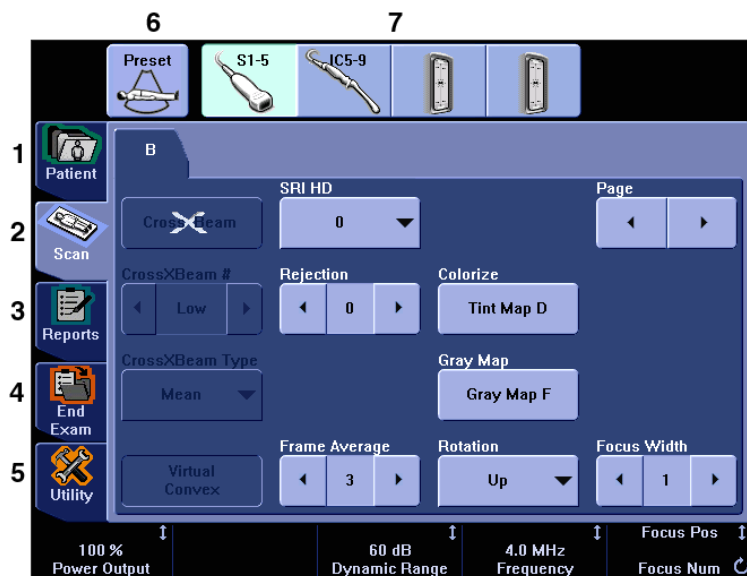 6
7
Preset
S1-5
IC5-9
1
Patient
B
SRI HD
Page
2
Scan
CrossXBeam
0
CrossXBeam #
Rejection
Colorize
3
Reports
Low
0
Tint Map D
CrossXBeam Type
Gray Map
4
End
Exam
Mean
Gray Map F
Frame Average
Rotation
Focus Width
5
Utility
Virtual
Convex
3
Up
1
Focus Pos
100 %
60 dB
4.0 MHz
Power Output
Dynamic Range
Frequency
Focus Num